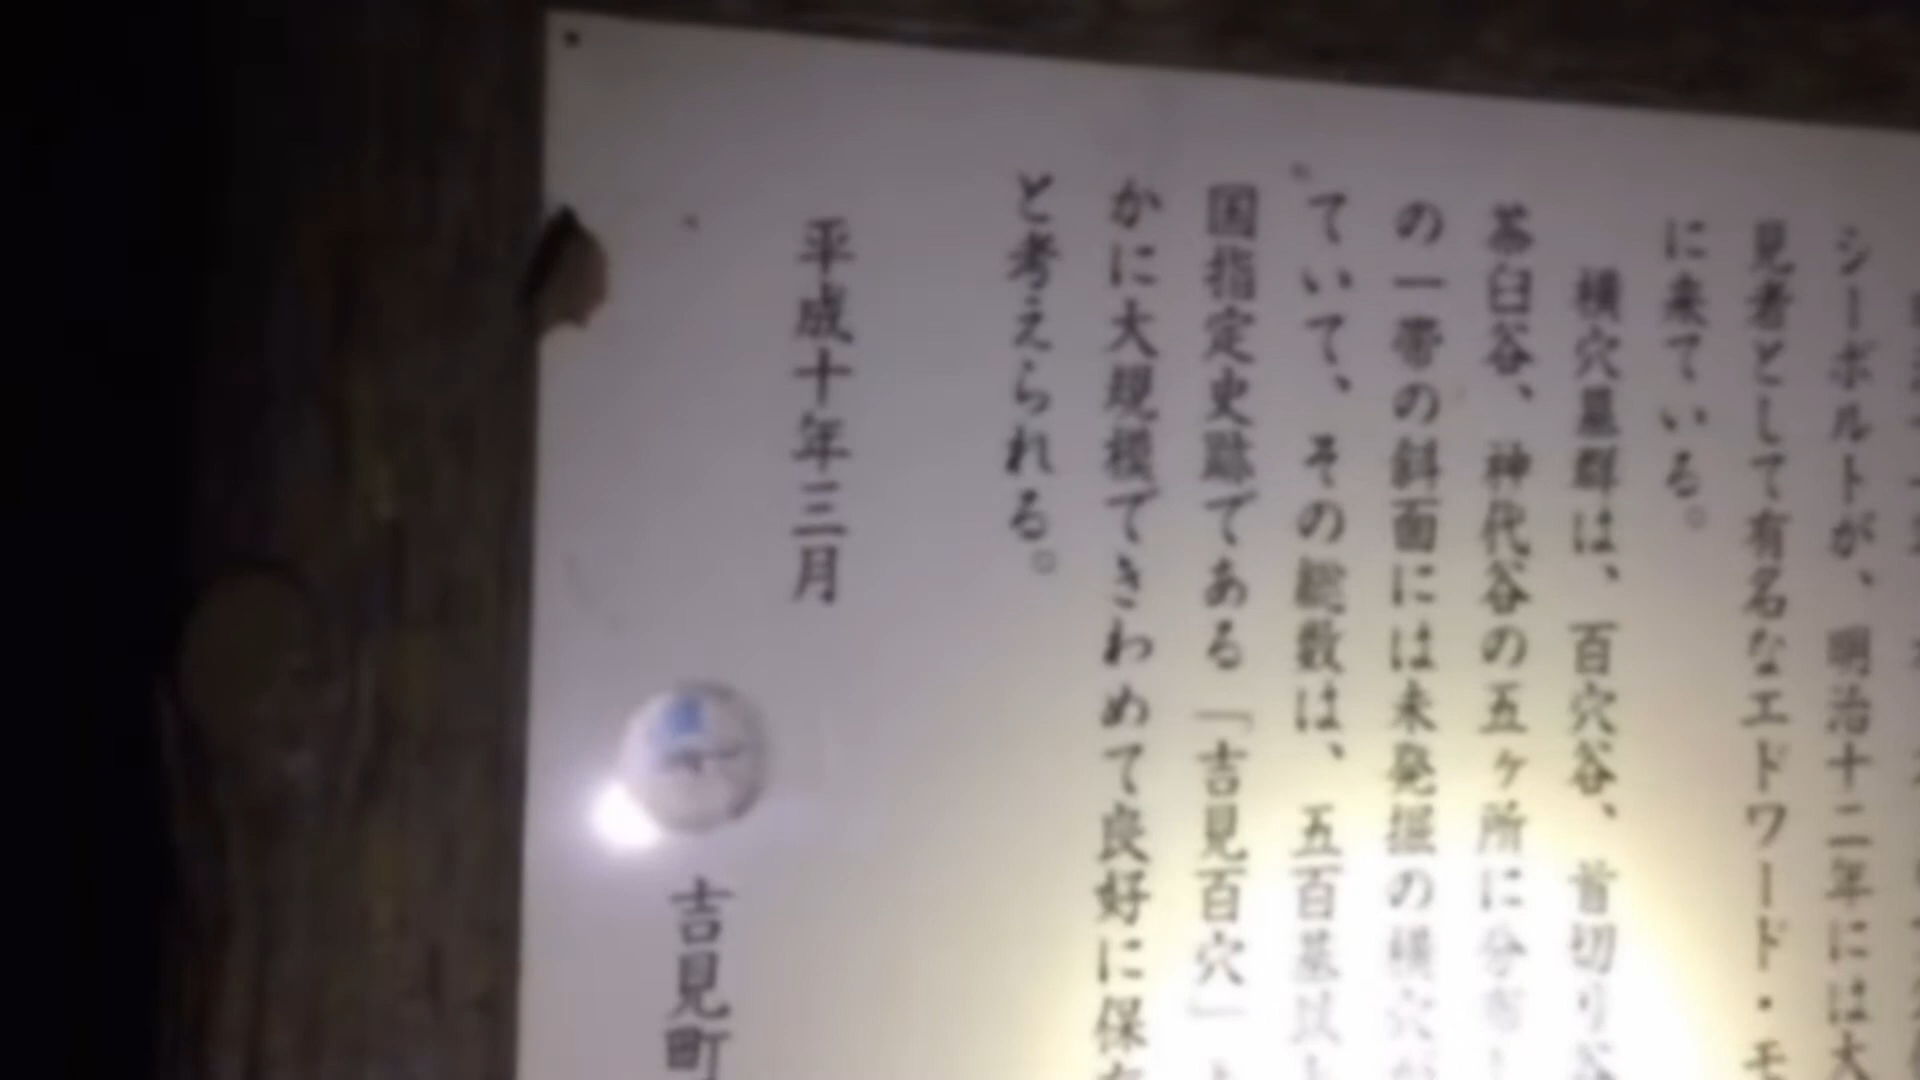 シーボルトが、明治十二年には大
見者として有名なエドワード・モ
に来ている。
横穴墓群は、百穴谷、首切り谷
茶臼谷、神代谷の五ヶ所に分布し
の一帯の斜面には未発掘の横穴が
ていて、その総数は、五百基以上
国指定史跡である「吉見百穴」
かに大規模できわめて良好に保
と考えられる。
平成十年三月
吉見町